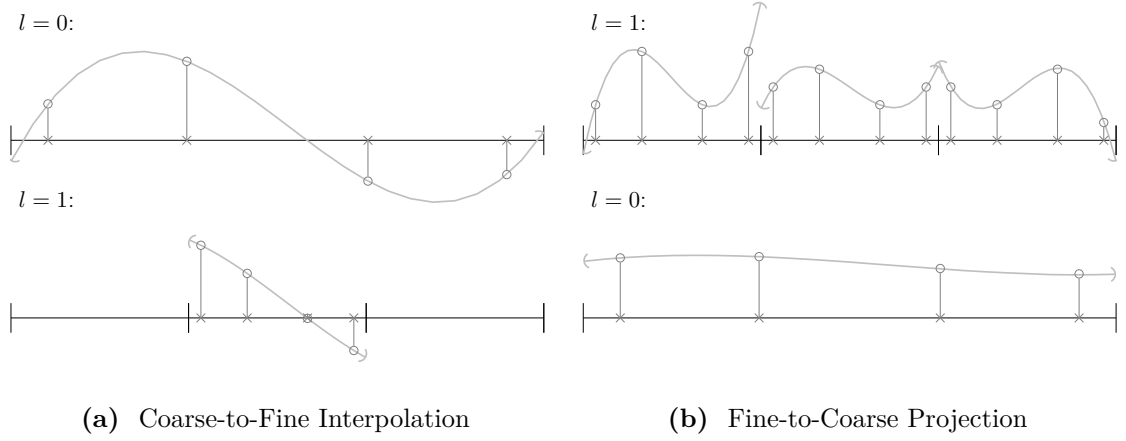 l = 0:
l = 1:
l = 1:
l = 0:
(a) Coarse-to-Fine Interpolation
(b) Fine-to-Coarse Projection